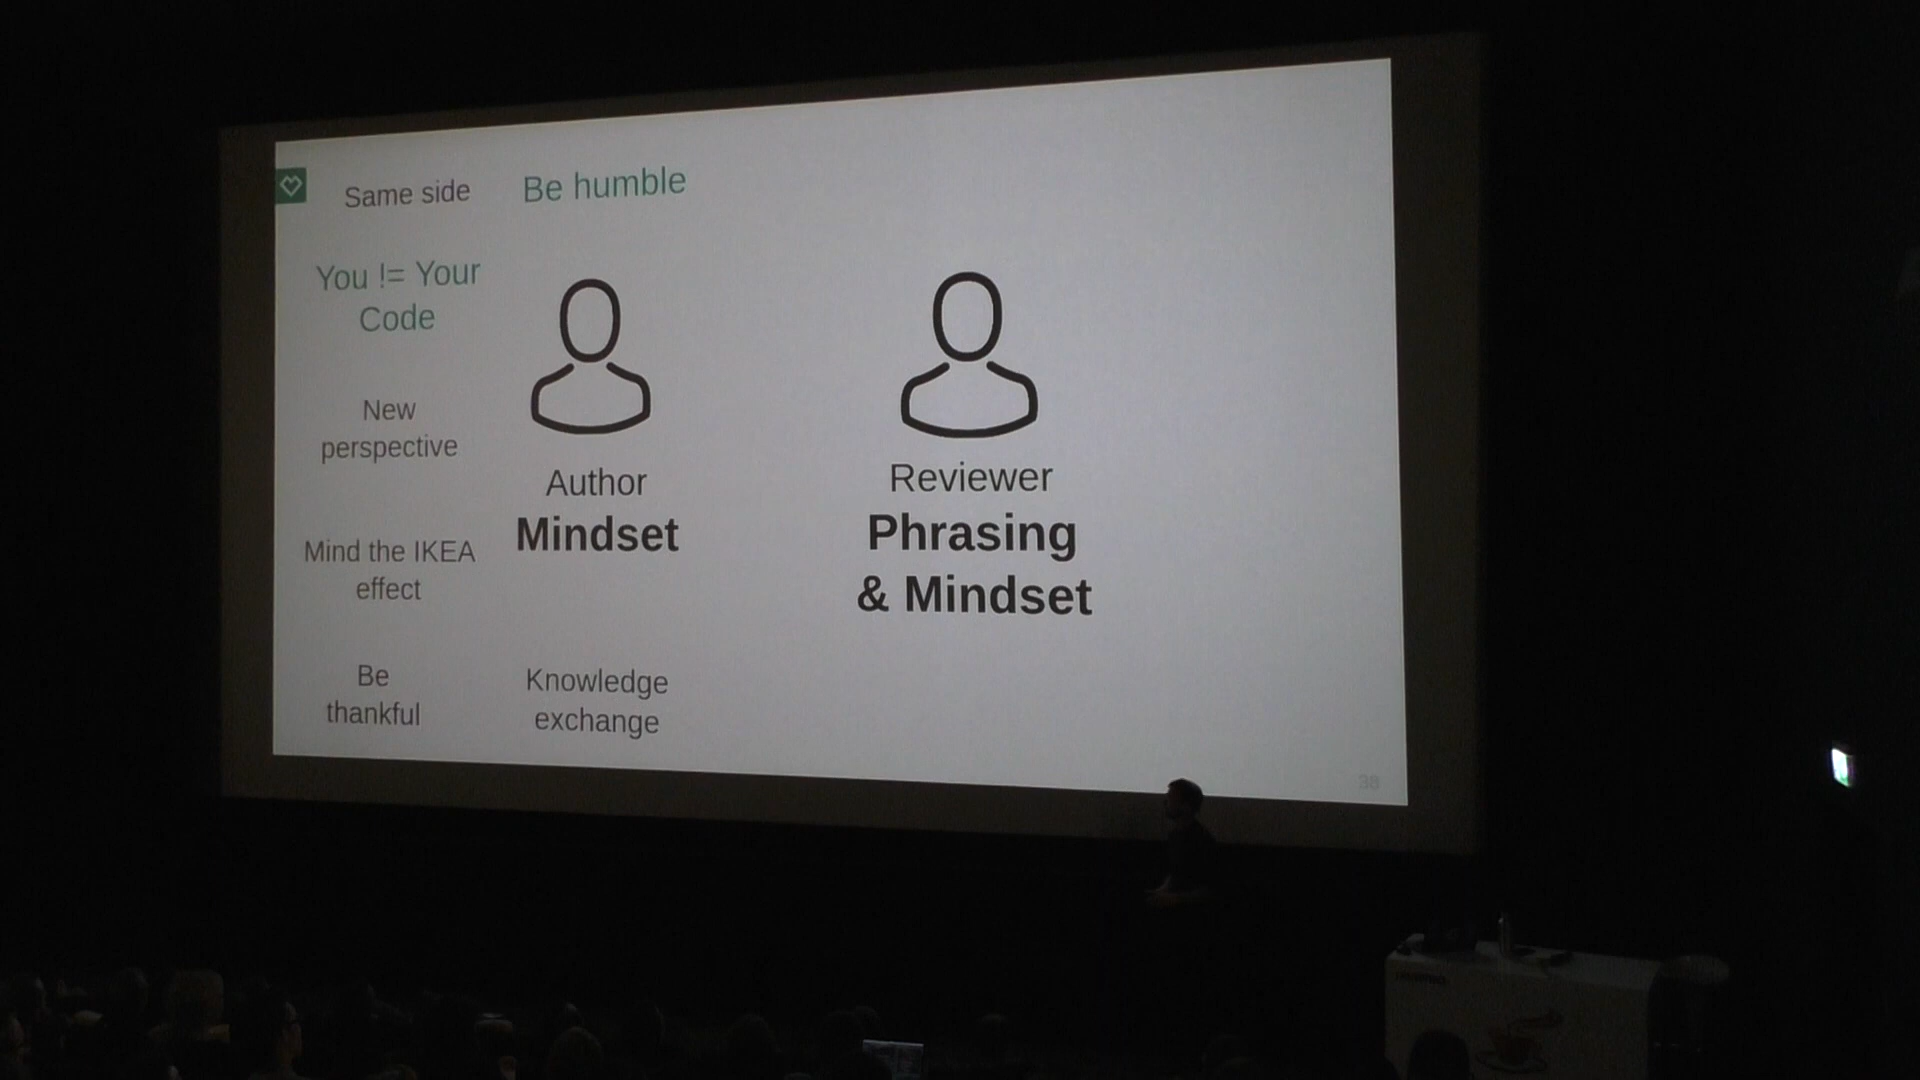 Same side
Be humble
You != Your
Code
New
perspective
Author
Mindset
Reviewer
Phrasing
& Mindset
Mind the IKEA
effect
Be
thankful
Knowledge
exchange
38